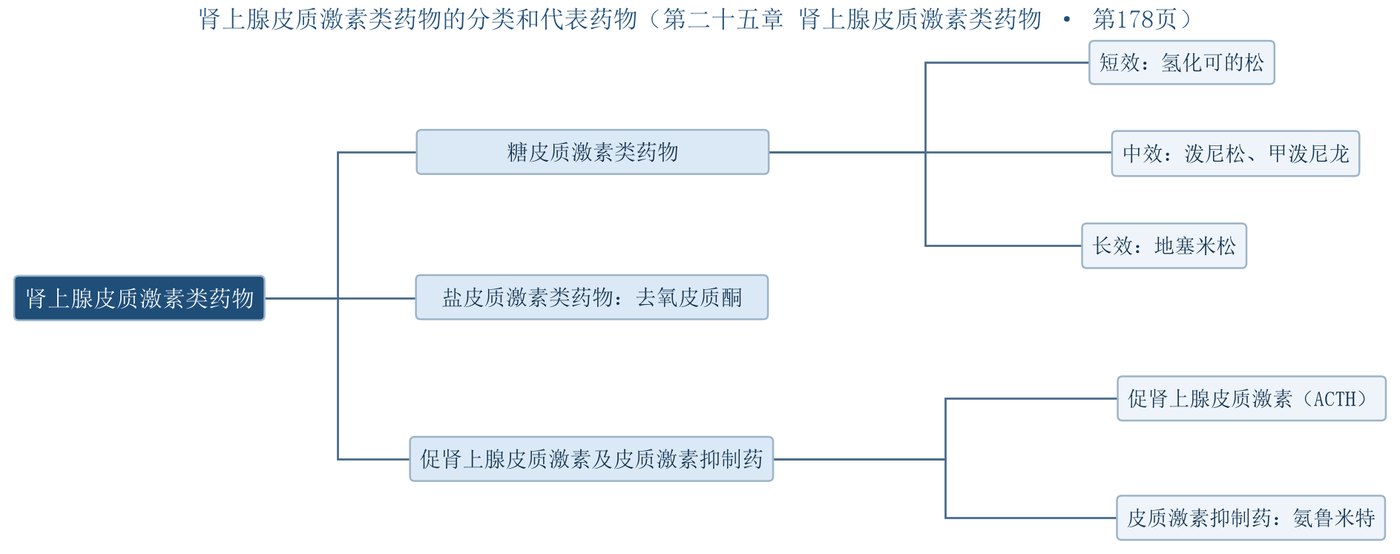 肾上腺皮质激素类药物的分类和代表药物（第二十五章 肾上腺皮质激素类药物 · 第178页）
肾上腺皮质激素类药物
糖皮质激素类药物
短效：氢化可的松
中效：泼尼松、甲泼尼龙
长效：地塞米松
盐皮质激素类药物：去氧皮质酮
促肾上腺皮质激素及皮质激素抑制药
促肾上腺皮质激素（ACTH）
皮质激素抑制药：氨鲁米特